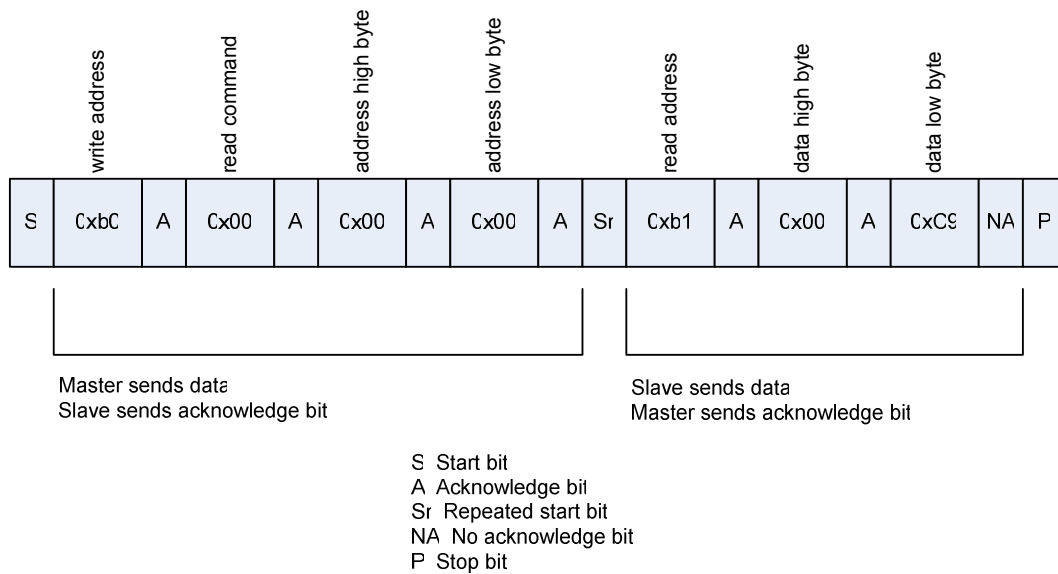 write address
read command
address high byte
address low byte
read address
data high byte
data low byte
S 0xb0 A 0x00 A 0x00 A 0x00 A Sr 0xb1 A 0x00 A 0xC9 NA P
Master sends data
Slave sends acknowledge bit
Slave sends data
Master sends acknowledge bit
S Start bit
A Acknowledge bit
Sr Repeated start bit
NA No acknowledge bit
P Stop bit